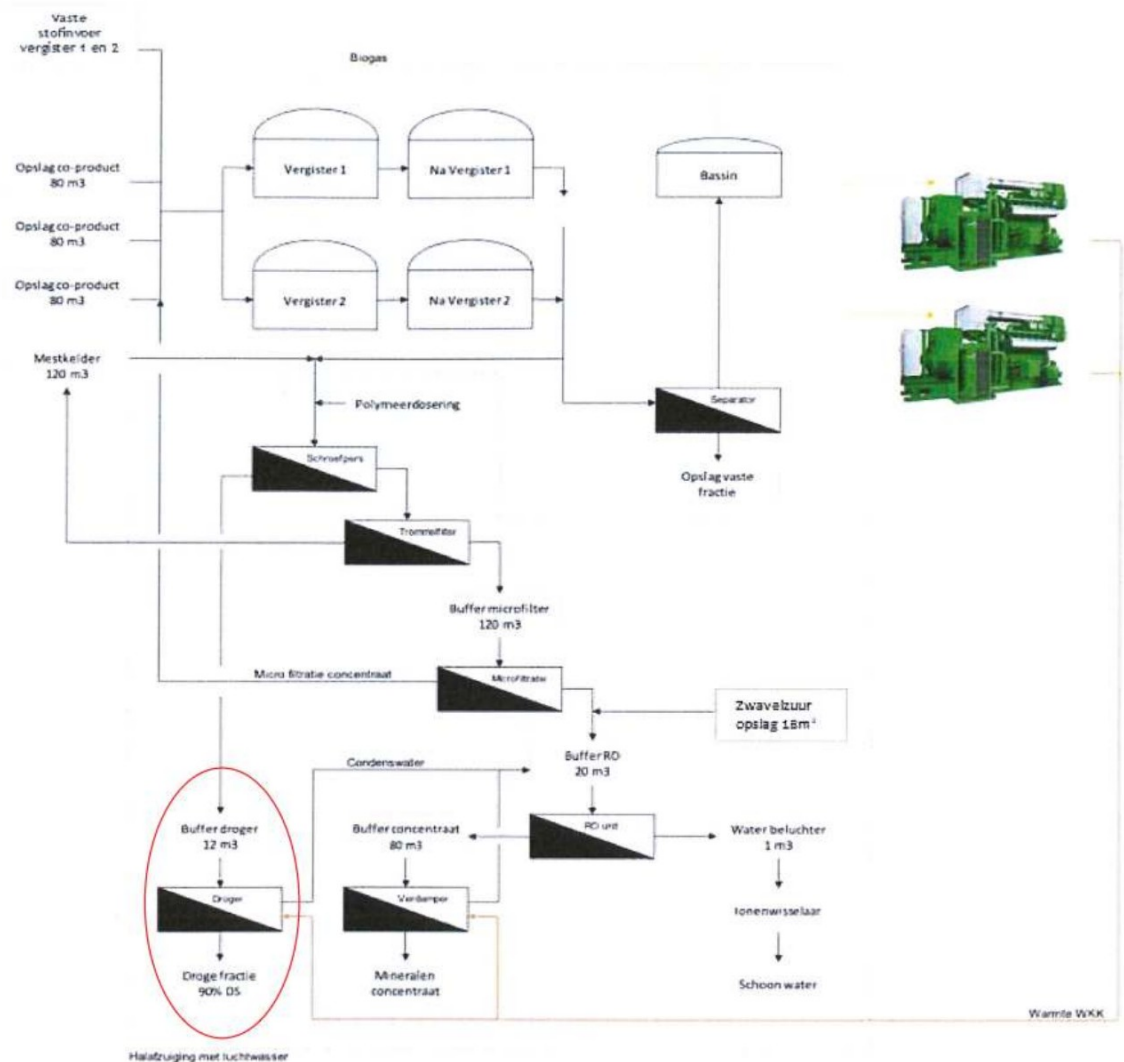 Vaste
stofinvoer
vergister 1 en 2
Biogas
Vergister 1
Na Vergister 1
Bassin
Opslag co-product
80 m3
Opslag co-product
80 m3
Opslag co-product
80 m3
Vergister 2
Na Vergister 2
Mestkelder
120 m3
Separator
Polymeerdosering
Schroefpers
Opslag vaste
fractie
Trommelfilter
Buffer microfilter
120 m3
Micro filtratie concentraat
Microfiltratie
Zwavelzuur
opslag 18m³
Condenswater
Buffer RO
20 m3
Buffer droger
12 m3
Buffer concentraat
80 m3
RO unit
Water beluchter
1 m3
Droger
Verdamper
Ionenwisselaar
Droge fractie
90% DS
Mineralen
concentraat
Schoon water
Warmte WKK
Halafzuiging met luchtwasser